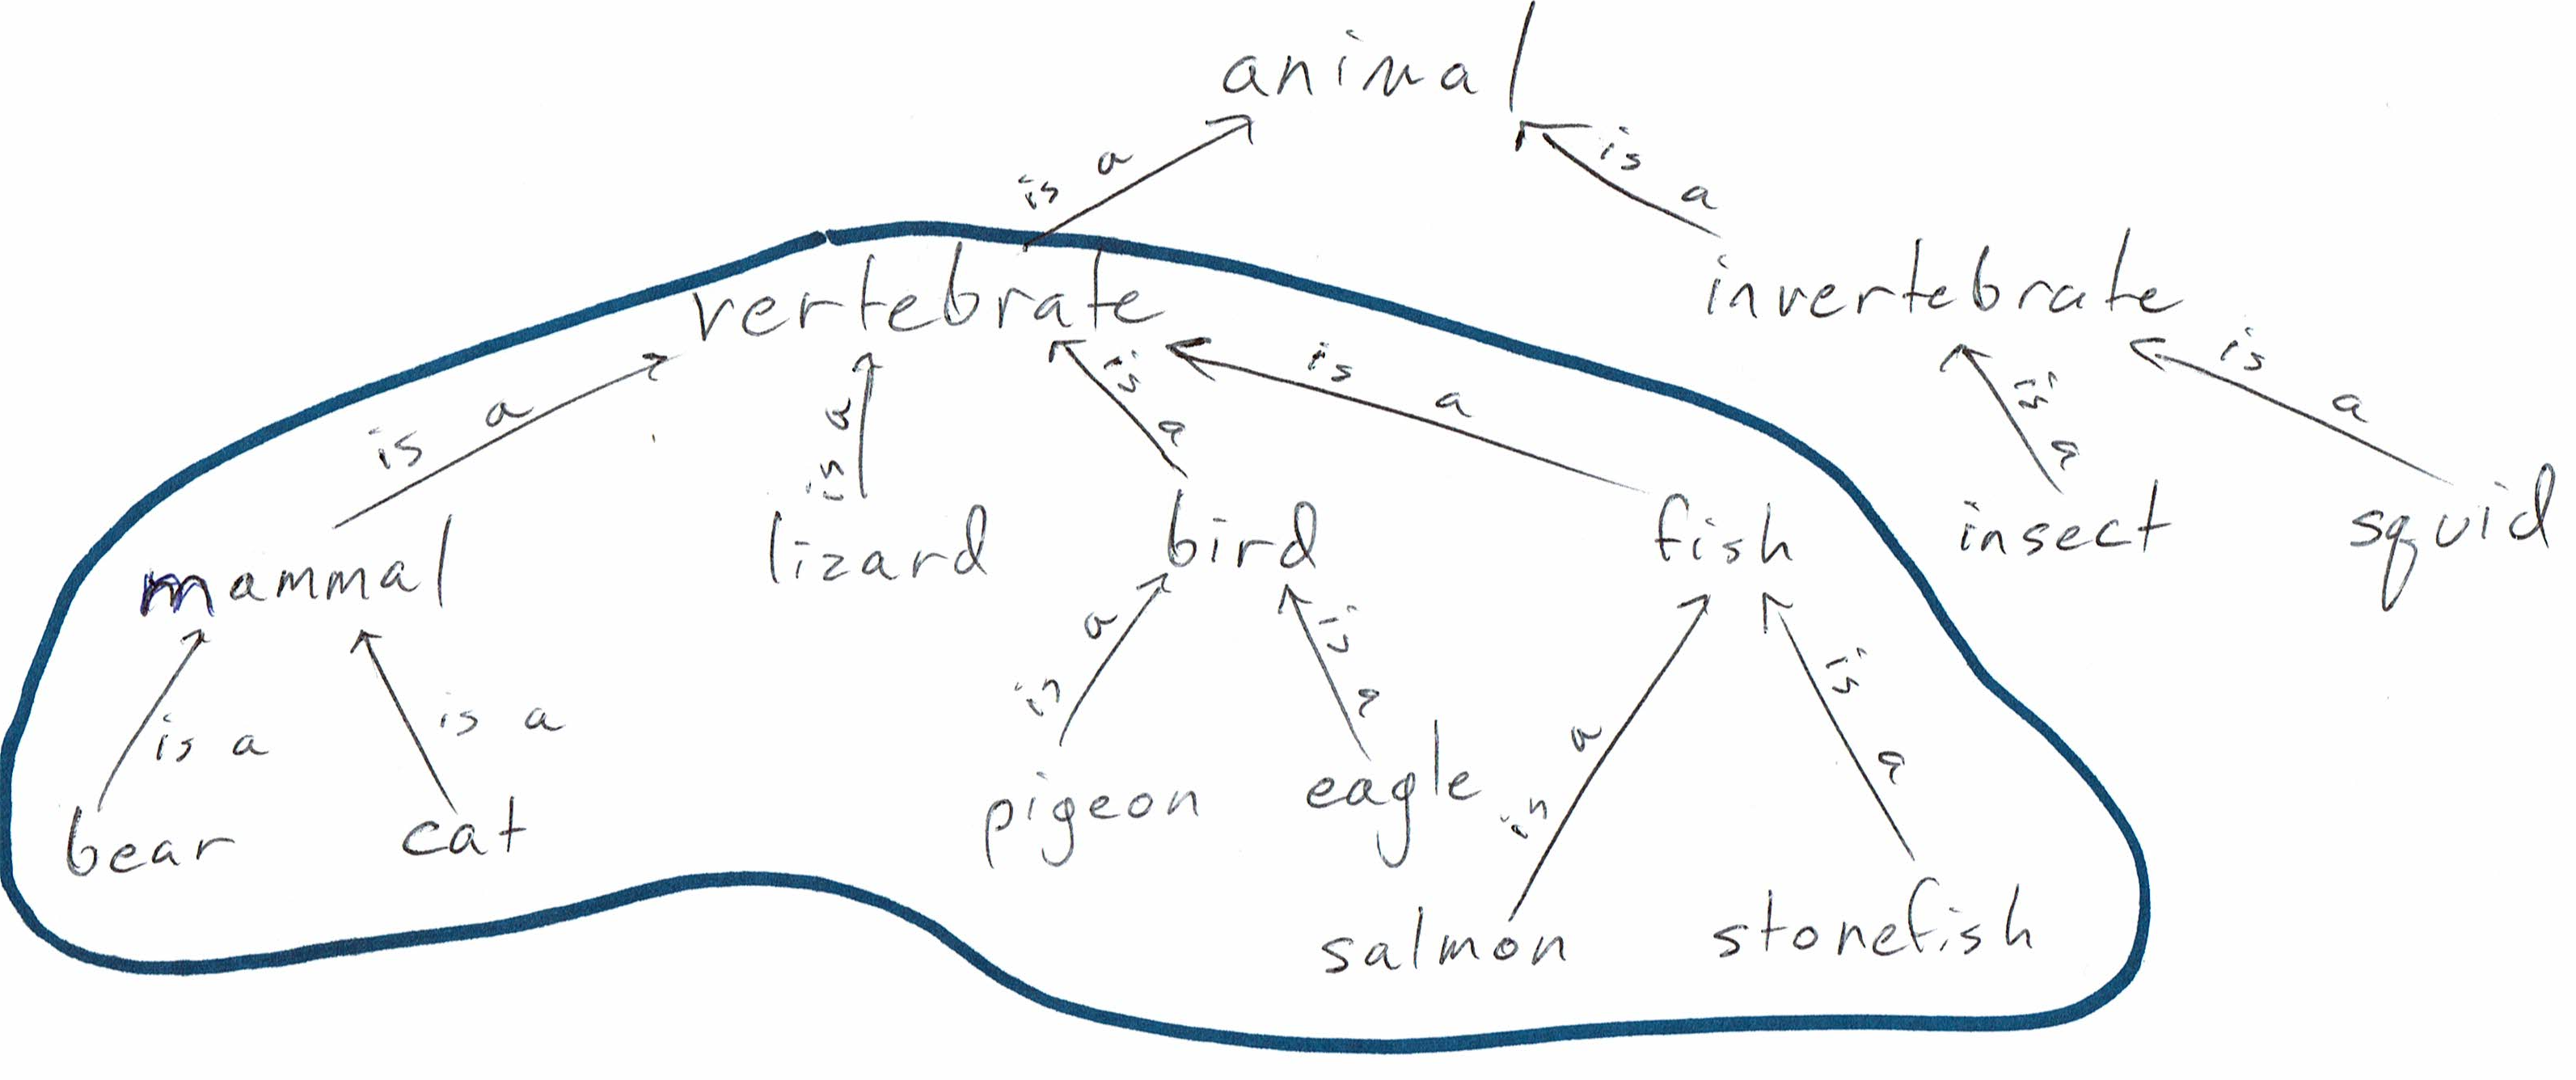 animal
is a
is a
vertebrate
invertebrate
is a
is a
is a
is a
is a
is a
mammal
lizard
bird
fish
insect
squid
is a
is a
is a
is a
is a
is a
bear
cat
pigeon
eagle
salmon
stonefish